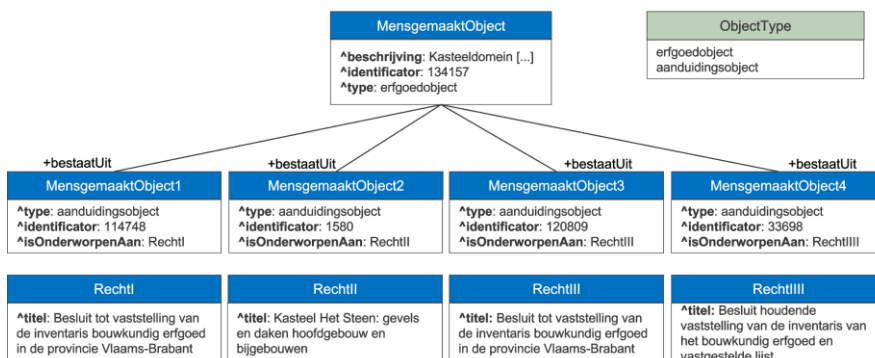 MensgemaaktObject
^beschrijving: Kasteeldomein [...]
^identificator: 134157
^type: erfgoedobject
ObjectType
erfgoedobject
aanduidingsobject
+bestaatUit
+bestaatUit
+bestaatUit
+bestaatUit
MensgemaaktObject1
^type: aanduidingsobject
^identificator: 114748
^isOnderworpenAan: RechtI
MensgemaaktObject2
^type: aanduidingsobject
^identificator: 1580
^isOnderworpenAan: RechtII
MensgemaaktObject3
^type: aanduidingsobject
^identificator: 120809
^isOnderworpenAan: RechtIII
MensgemaaktObject4
^type: aanduidingsobject
^identificator: 33698
^isOnderworpenAan: RechtIIII
RechtI
^titel: Besluit tot vaststelling van
de inventaris bouwkundig erfgoed
in de provincie Vlaams-Brabant
RechtII
^titel: Kasteel Het Steen: gevels
en daken hoofdgebouw en
bijgebouwen
RechtIII
^titel: Besluit tot vaststelling van
de inventaris bouwkundig erfgoed
in de provincie Vlaams-Brabant
RechtIIII
^titel: Besluit houdende
vaststelling van de inventaris van
het bouwkundig erfgoed en
vastgestelde lijst